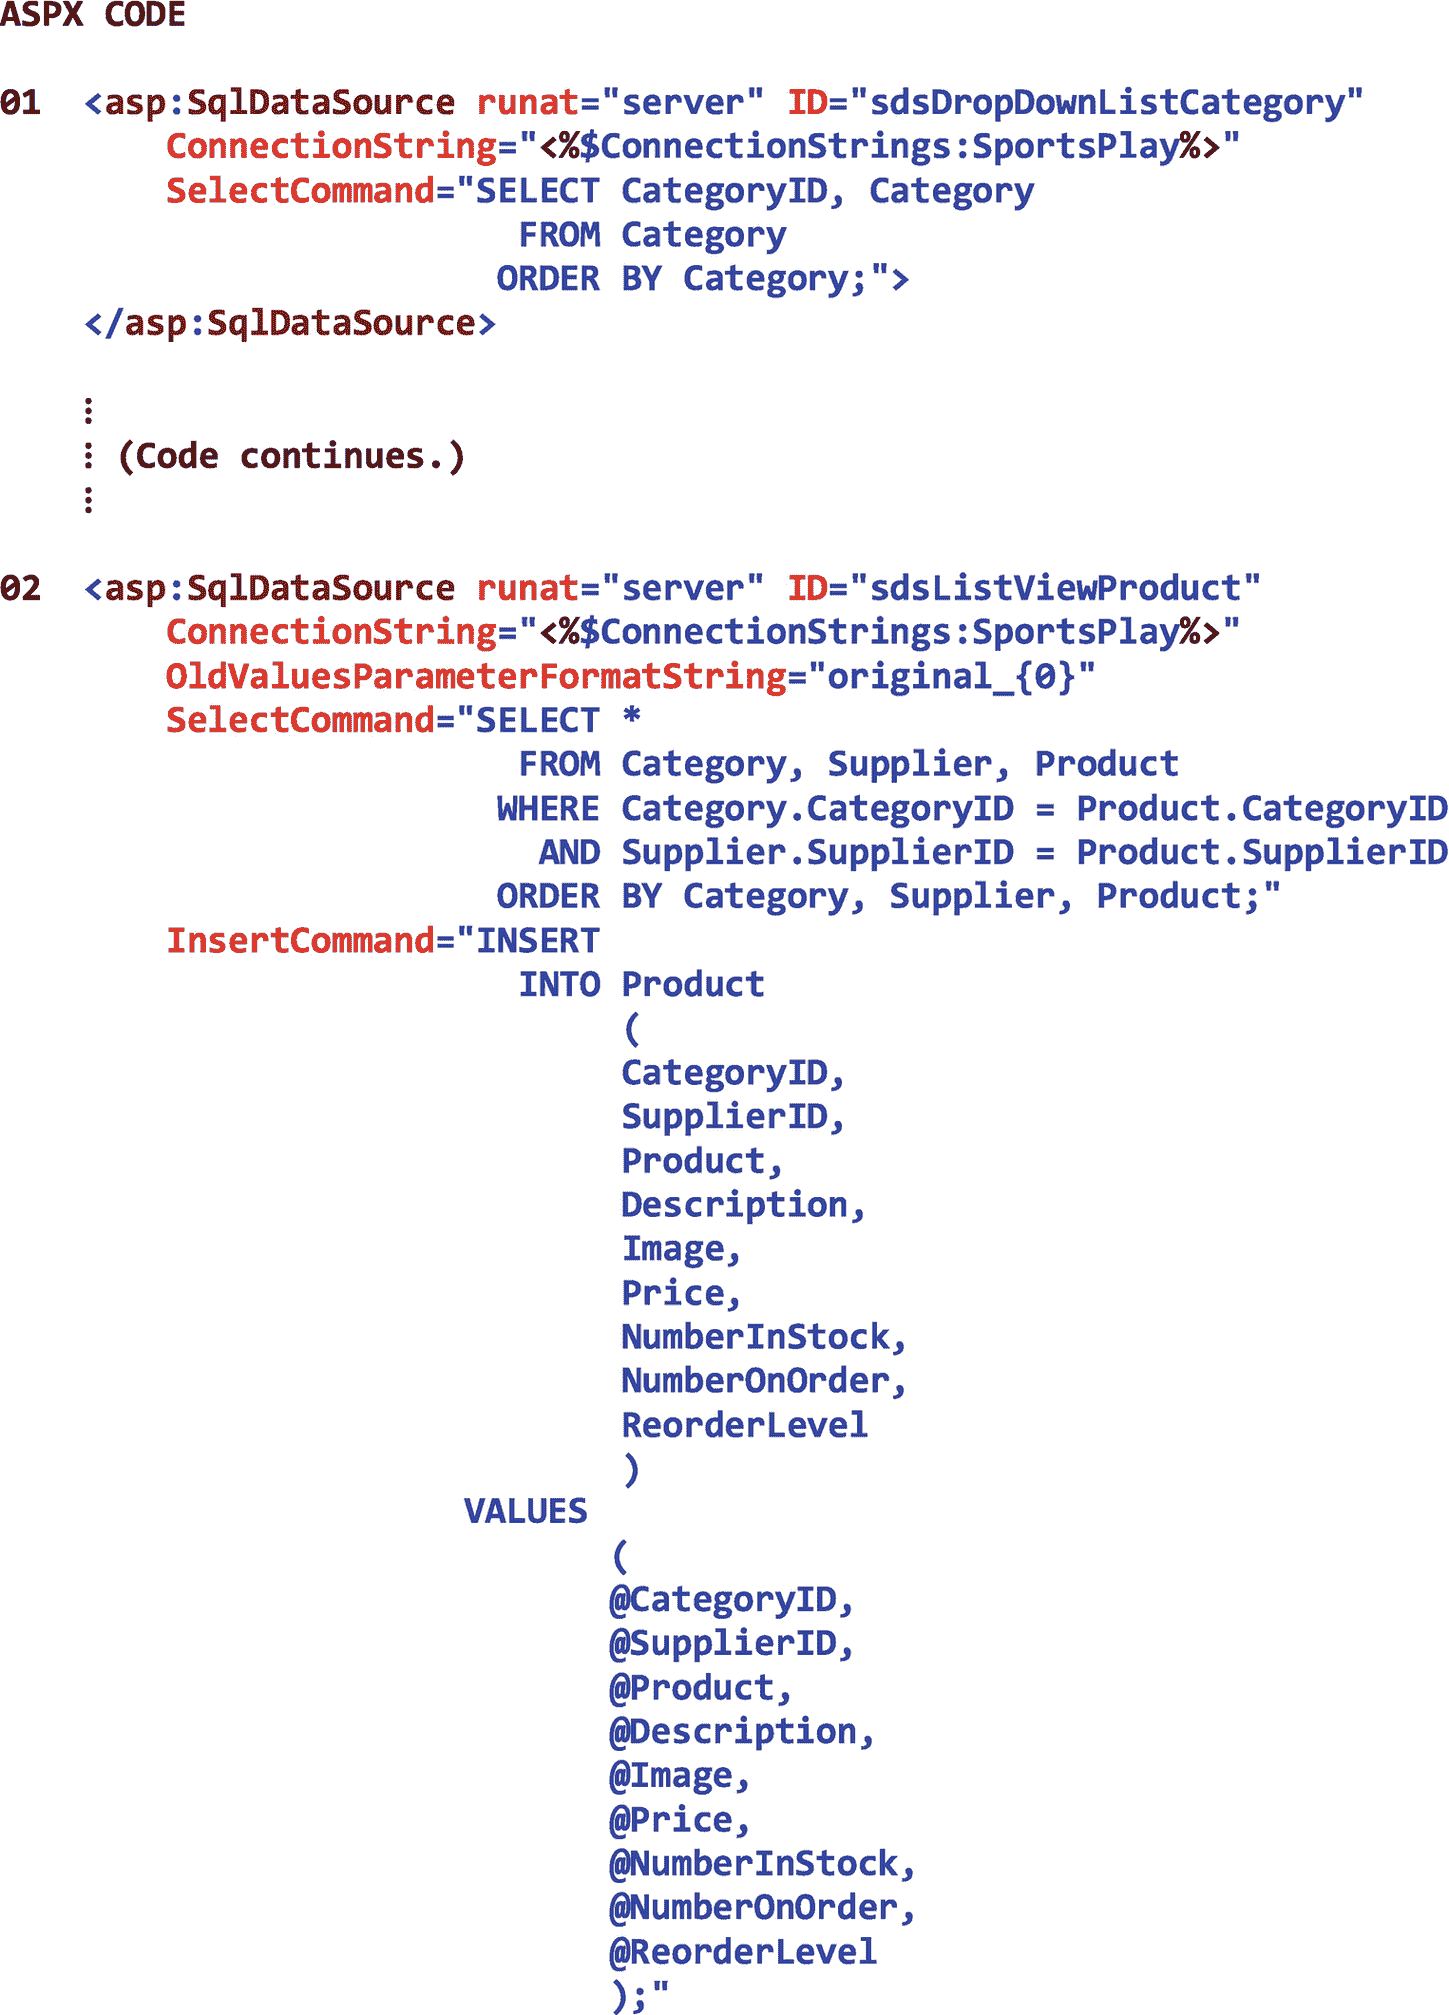 ASPX CODE
01 <asp:SqlDataSource runat="server" ID="sdsDropDownListCategory"
ConnectionString="<%$ConnectionStrings:SportsPlay%>"
SelectCommand="SELECT CategoryID, Category
FROM Category
ORDER BY Category;">
</asp:SqlDataSource>
⋮
⋮ (Code continues.)
⋮
02 <asp:SqlDataSource runat="server" ID="sdsListViewProduct"
ConnectionString="<%$ConnectionStrings:SportsPlay%>"
OldValuesParameterFormatString="original_{0}"
SelectCommand="SELECT *
FROM Category, Supplier, Product
WHERE Category.CategoryID = Product.CategoryID
AND Supplier.SupplierID = Product.SupplierID
ORDER BY Category, Supplier, Product;"
InsertCommand="INSERT
INTO Product
(
CategoryID,
SupplierID,
Product,
Description,
Image,
Price,
NumberInStock,
NumberOnOrder,
ReorderLevel
)
VALUES
(
@CategoryID,
@SupplierID,
@Product,
@Description,
@Image,
@Price,
@NumberInStock,
@NumberOnOrder,
@ReorderLevel
);"